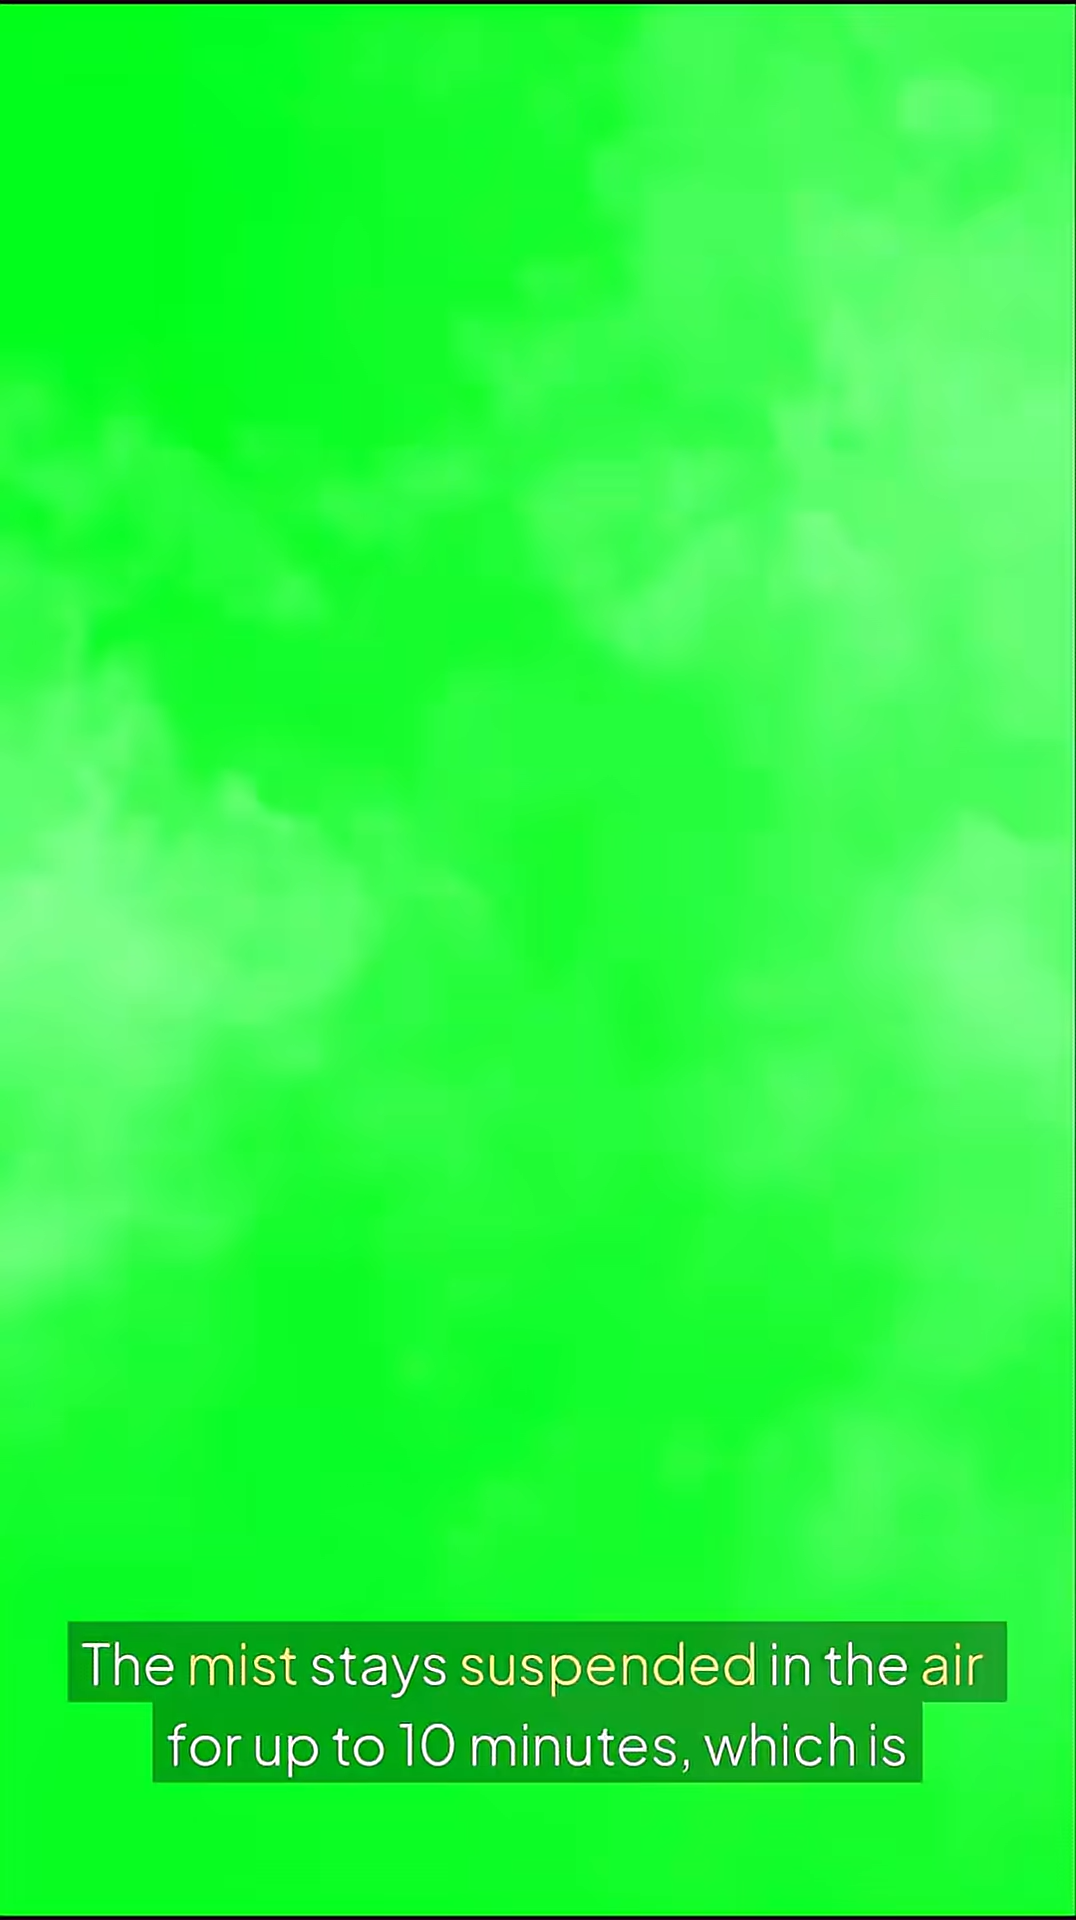 The mist stays suspended in the air
for up to 10 minutes, which is